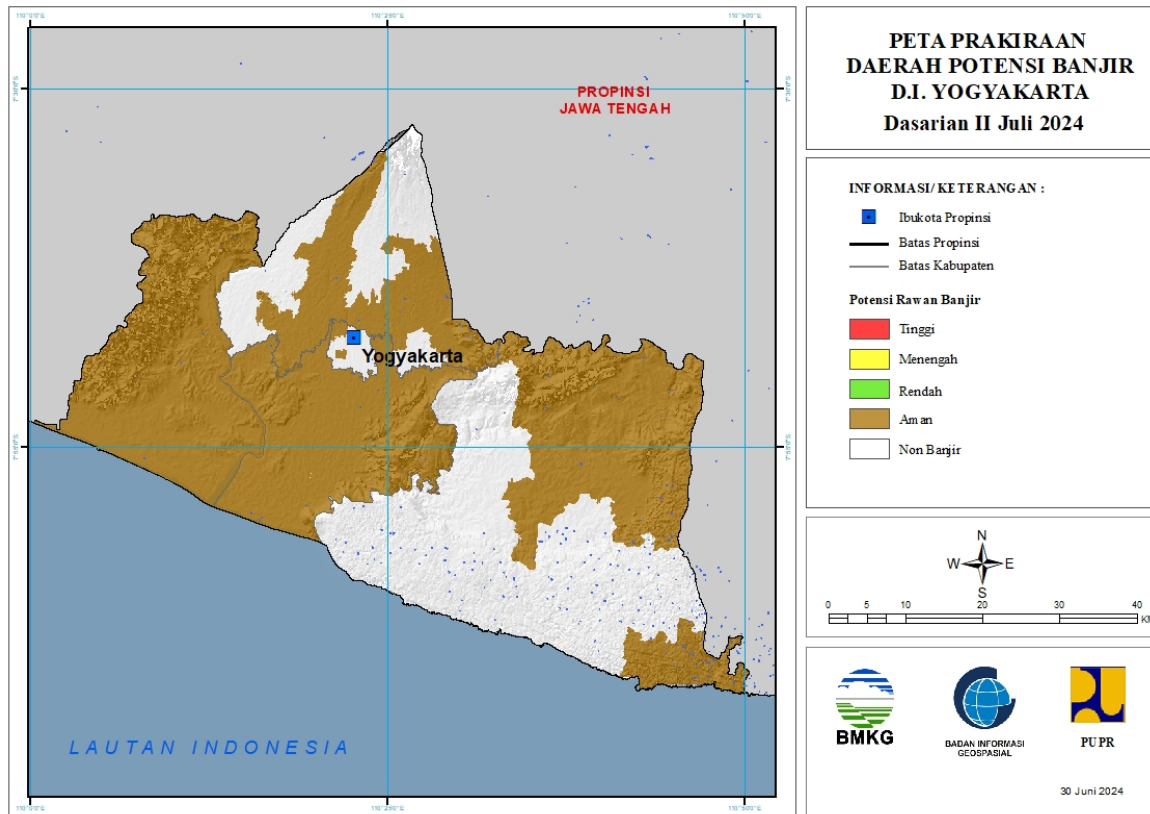 PETA PRAKIRAAN
DAERAH POTENSI BANJIR
D.I. YOGYAKARTA
Dasarian II Juli 2024
INFORMASI/ KETERANGAN :
Ibukota Propinsi
Batas Propinsi
Batas Kabupaten
Potensi Rawan Banjir
Tinggi
Menengah
Rendah
Aman
Non Banjir
N
W E
S
0 5 10 20 30 40
KM
BMKG
BADAN INFORMASI
GEOSPASIAL
PUPR
30 Juni 2024
PROPINSI
JAWA TENGAH
Yogyakarta
LAUTAN INDONESIA